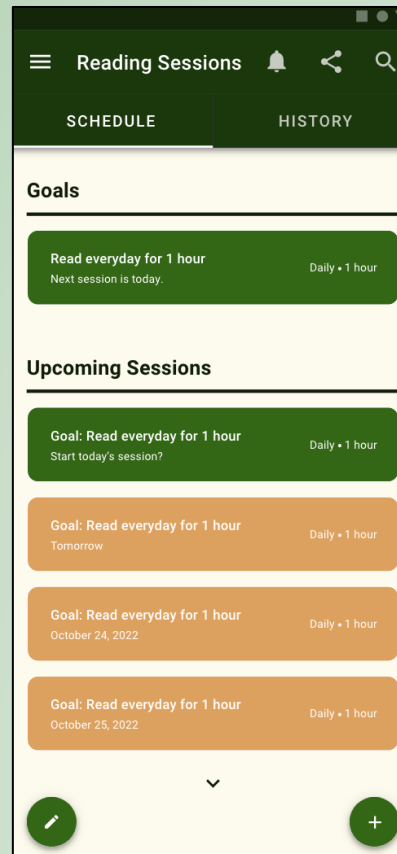 Reading Sessions
SCHEDULE HISTORY
Goals
Read everyday for 1 hour
Daily • 1 hour
Next session is today.
Upcoming Sessions
Goal: Read everyday for 1 hour
Daily • 1 hour
Start today's session?
Goal: Read everyday for 1 hour
Daily • 1 hour
Tomorrow
Goal: Read everyday for 1 hour
Daily • 1 hour
October 24, 2022
Goal: Read everyday for 1 hour
Daily • 1 hour
October 25, 2022